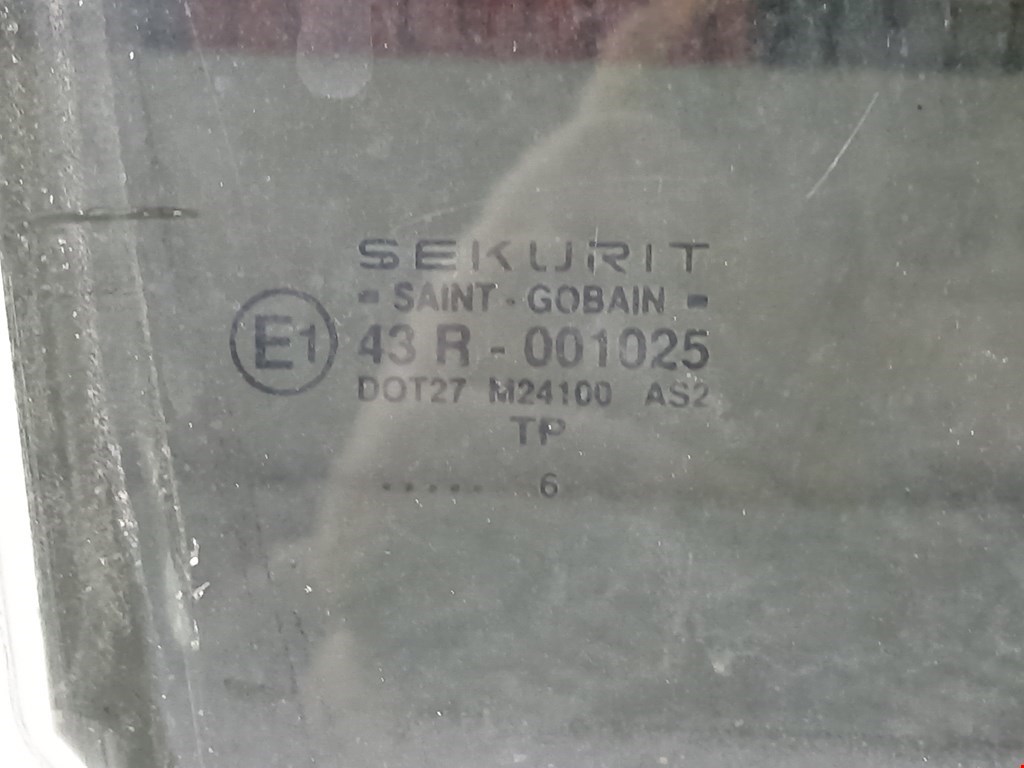 SEKURIT
- SAINT - GOBAIN -
E1 43 R - 001025
DOT27 M24100 AS2
TP
..... 6